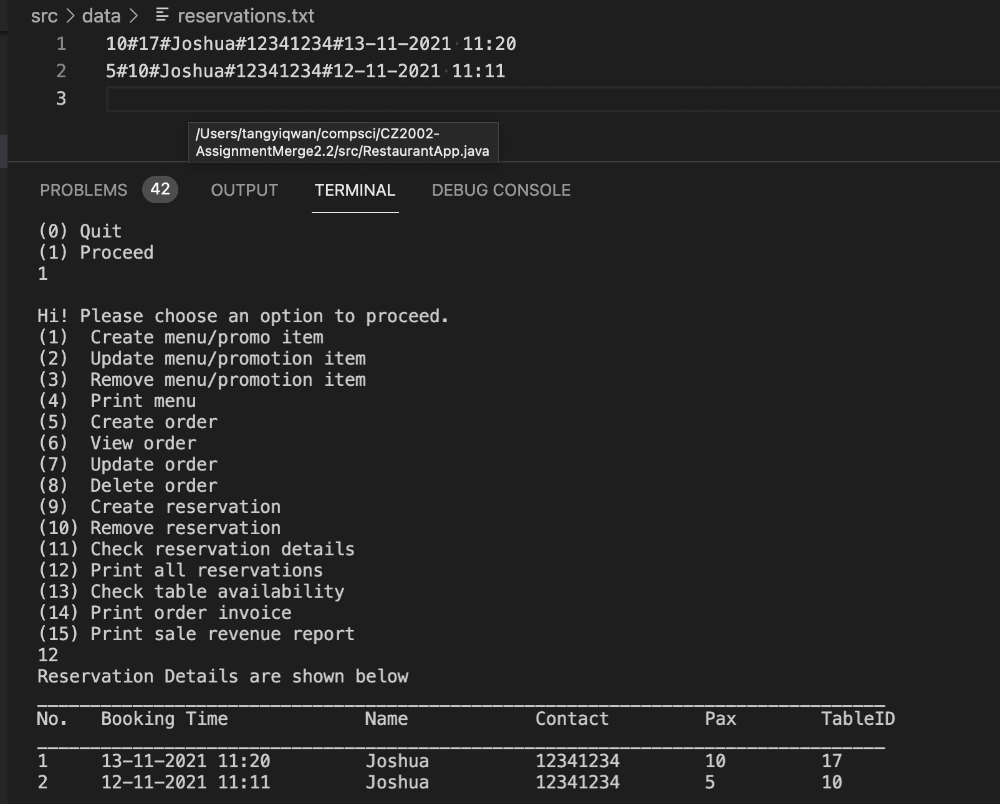 src > data > reservations.txt
1 10#17#Joshua#12341234#13-11-2021 11:20
2 5#10#Joshua#12341234#12-11-2021 11:11
3
/Users/tangyiqwan/compsci/CZ2002-
AssignmentMerge2.2/src/RestaurantApp.java
PROBLEMS 42 OUTPUT TERMINAL DEBUG CONSOLE
(0) Quit
(1) Proceed
1
Hi! Please choose an option to proceed.
(1)  Create menu/promo item
(2)  Update menu/promotion item
(3)  Remove menu/promotion item
(4)  Print menu
(5)  Create order
(6)  View order
(7)  Update order
(8)  Delete order
(9)  Create reservation
(10) Remove reservation
(11) Check reservation details
(12) Print all reservations
(13) Check table availability
(14) Print order invoice
(15) Print sale revenue report
12
Reservation Details are shown below
No. Booking Time Name Contact Pax TableID
1 13-11-2021 11:20 Joshua 12341234 10 17
2 12-11-2021 11:11 Joshua 12341234 5 10